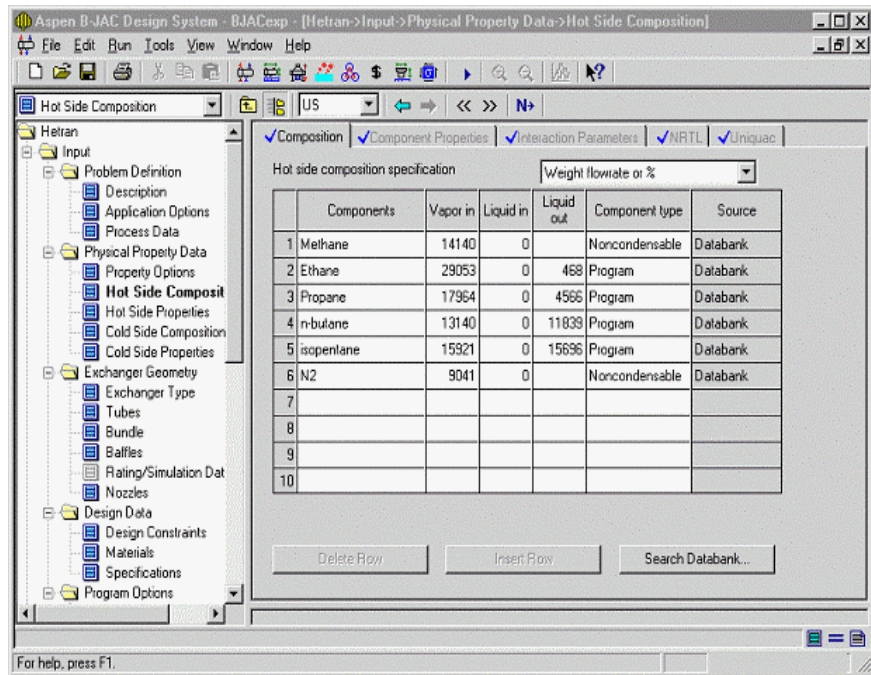 Aspen B-JAC Design System - BJACexp - [Hetran->Input->Physical Property Data->Hot Side Composition]
File Edit Run Tools View Window Help
Hot Side Composition US N
Hetran
Input
Problem Definition
Description
Application Options
Process Data
Physical Property Data
Property Options
Hot Side Composit
Hot Side Properties
Cold Side Composition
Cold Side Properties
Exchanger Geometry
Exchanger Type
Tubes
Bundle
Baffles
Rating/Simulation Dat
Nozzles
Design Data
Design Constraints
Materials
Specifications
Program Options
Composition Component Properties Interaction Parameters NRTL Uniquac
Hot side composition specification Weight flowrate or %
Components Vapor in Liquid in Liquid out Component type Source
1 Methane 14140 0 Noncondensable Databank
2 Ethane 29053 0 468 Program Databank
3 Propane 17964 0 4566 Program Databank
4 n-butane 13140 0 11839 Program Databank
5 isopentane 15921 0 15696 Program Databank
6 N2 9041 0 Noncondensable Databank
7
8
9
10
Delete Row Insert Row Search Databank...
For help, press F1.